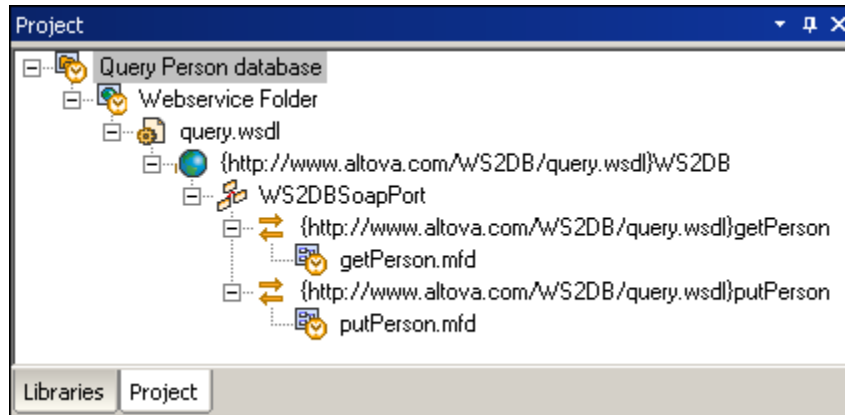 Project
Query Person database
Webservice Folder
query.wsdl
{http://www.altova.com/WS2DB/query.wsdl}WS2DB
WS2DBSoapPort
{http://www.altova.com/WS2DB/query.wsdl}getPerson
getPerson.mfd
{http://www.altova.com/WS2DB/query.wsdl}putPerson
putPerson.mfd
Libraries Project